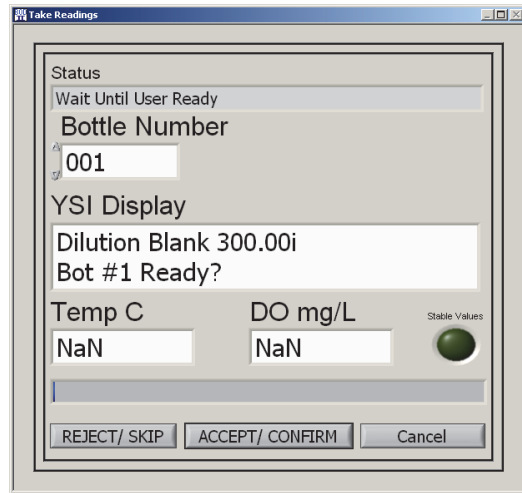 Take Readings
Status
Wait Until User Ready
Bottle Number
001
YSI Display
Dilution Blank 300.00i
Bot #1 Ready?
Temp C
DO mg/L
Stable Values
NaN
NaN
REJECT/ SKIP
ACCEPT/ CONFIRM
Cancel